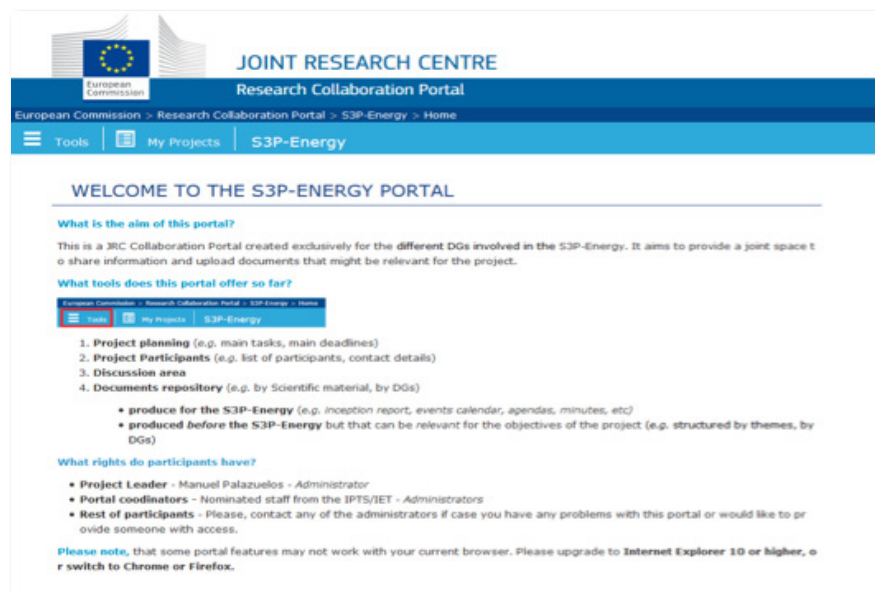 JOINT RESEARCH CENTRE
European
Commission
Research Collaboration Portal
European Commission > Research Collaboration Portal > S3P-Energy > Home
Tools My Projects S3P-Energy
WELCOME TO THE S3P-ENERGY PORTAL
What is the aim of this portal?
This is a JRC Collaboration Portal created exclusively for the different DGs involved in the S3P-Energy. It aims to provide a joint space t
o share information and upload documents that might be relevant for the project.
What tools does this portal offer so far?
European Commission > Research Collaboration Portal > S3P-Energy > Home
Tools My Projects S3P-Energy
1. Project planning (e.g. main tasks, main deadlines)
2. Project Participants (e.g. list of participants, contact details)
3. Discussion area
4. Documents repository (e.g. by Scientific material, by DGs)
• produce for the S3P-Energy (e.g. inception report, events calendar, agendas, minutes, etc)
• produced before the S3P-Energy but that can be relevant for the objectives of the project (e.g. structured by themes, by
DGs)
What rights do participants have?
• Project Leader - Manuel Palazuelos - Administrator
• Portal coodinators - Nominated staff from the IPTS/IET - Administrators
• Rest of participants - Please, contact any of the administrators if case you have any problems with this portal or would like to pr
ovide someone with access.
Please note, that some portal features may not work with your current browser. Please upgrade to Internet Explorer 10 or higher, o
r switch to Chrome or Firefox.